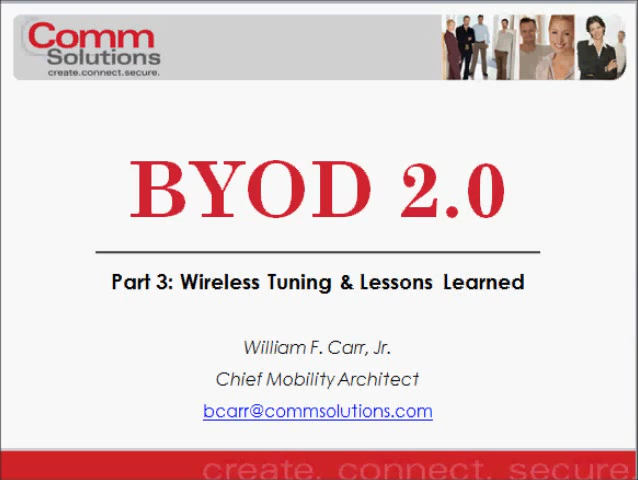 Comm
Solutions
create.connect.secure.
BYOD 2.0
Part 3: Wireless Tuning & Lessons Learned
William F. Carr, Jr.
Chief Mobility Architect
bcarr@commsolutions.com
create. connect. secure